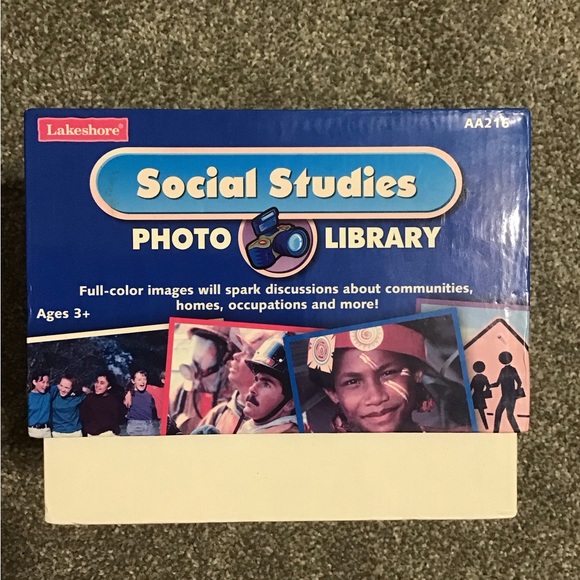 Lakeshore®
AA216
Social Studies
PHOTO LIBRARY
Full-color images will spark discussions about communities,
homes, occupations and more!
Ages 3+